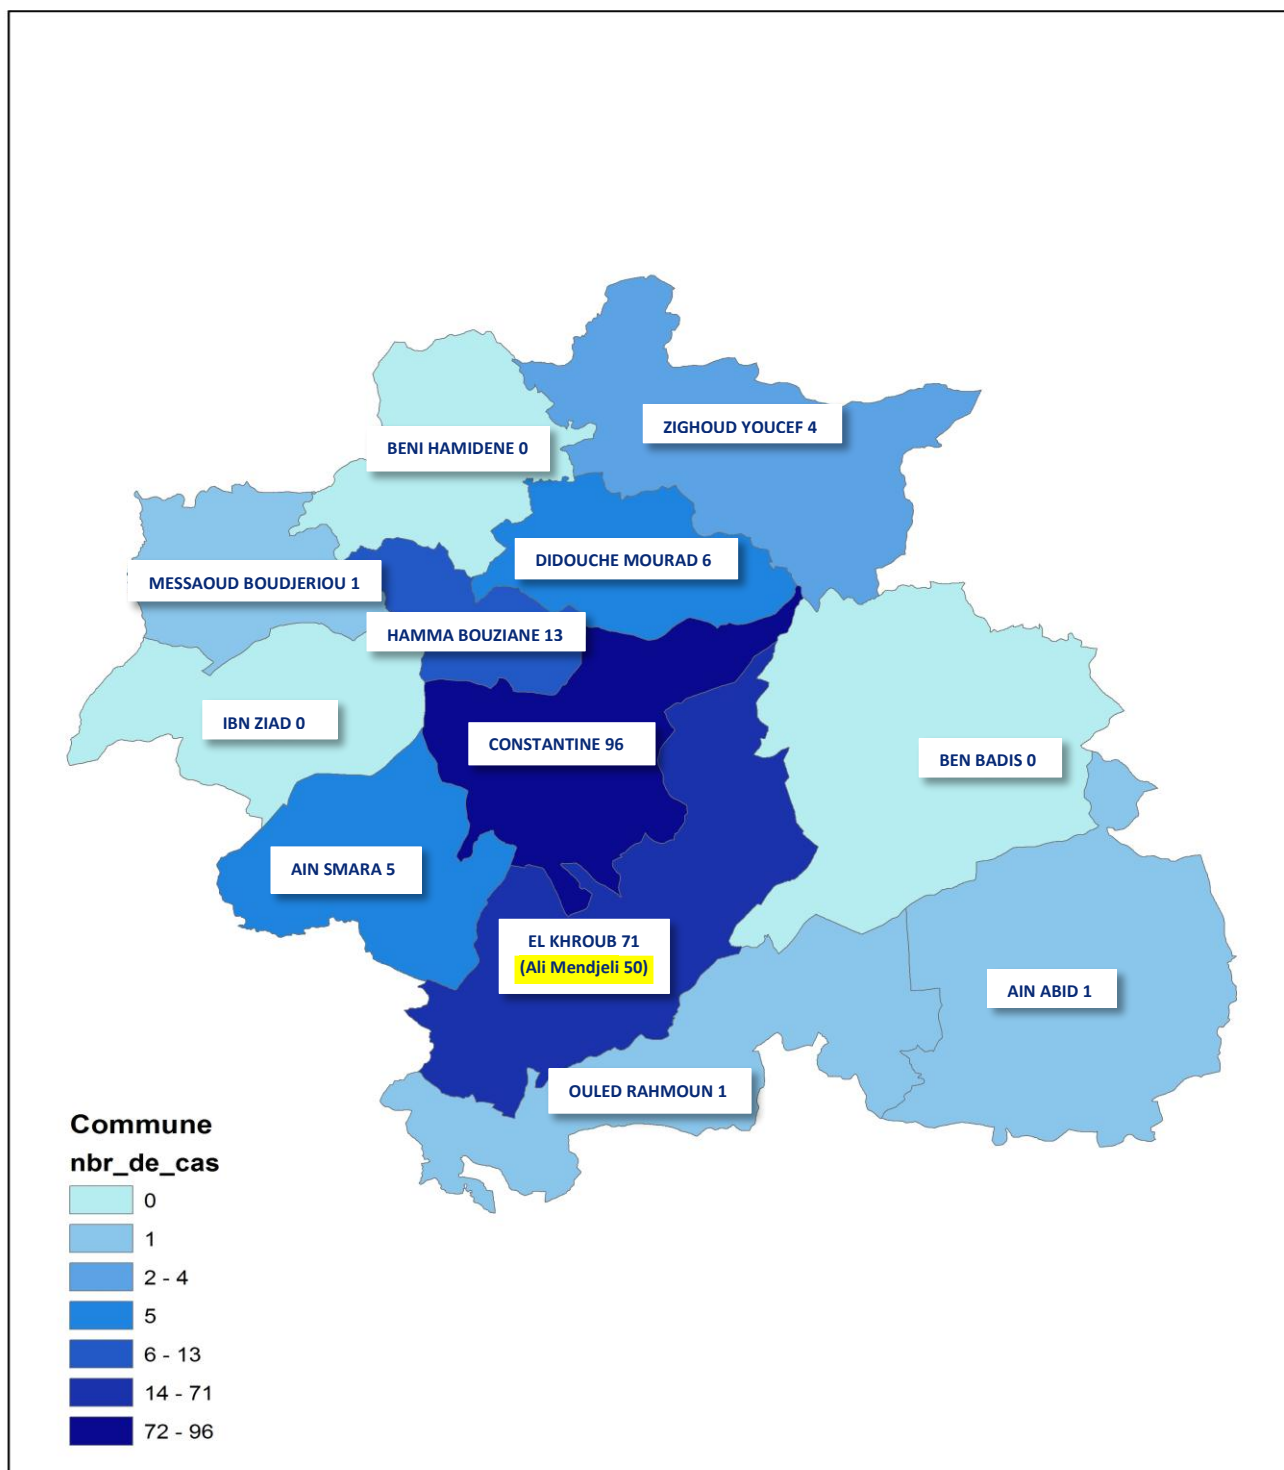 ZIGHOUD YOUCEF 4
BENI HAMIDENE 0
DIDOUCHE MOURAD 6
MESSAOUD BOUDJERIOU 1
HAMMA BOUZIANE 13
IBN ZIAD 0
CONSTANTINE 96
BEN BADIS 0
AIN SMARA 5
EL KHROUB 71
(Ali Mendjeli 50)
AIN ABID 1
OULED RAHMOUN 1
Commune
nbr_de_cas
0
1
2 - 4
5
6 - 13
14 - 71
72 - 96